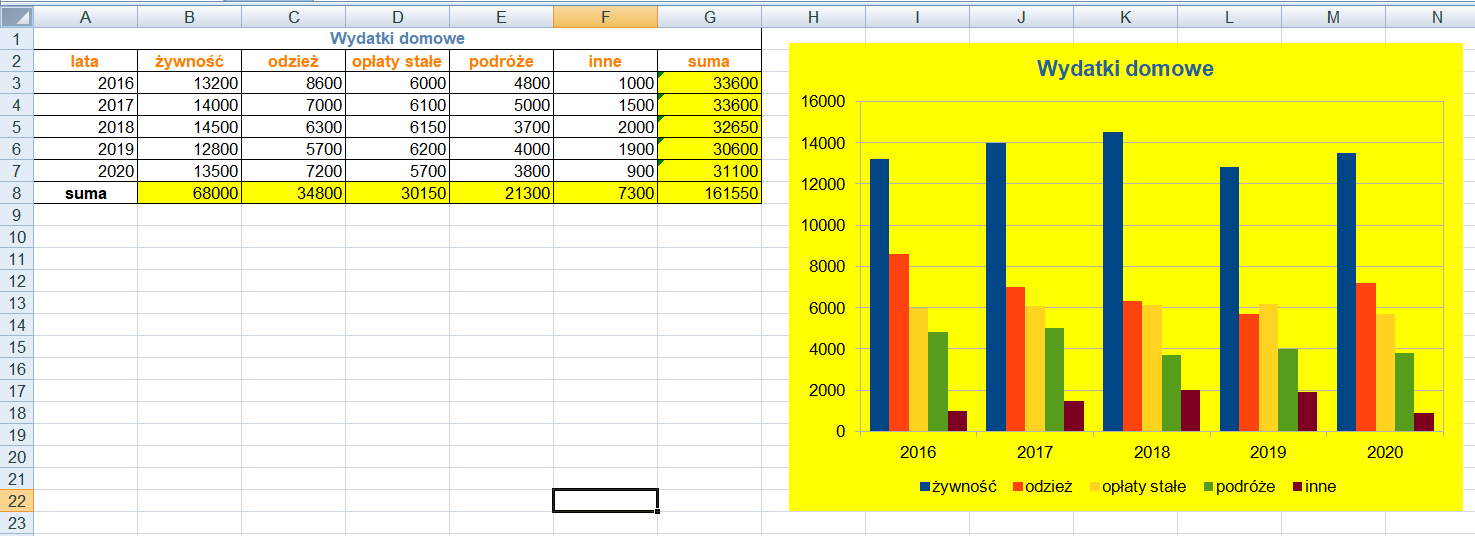 A B C D E F G H I J K L M N
1 Wydatki domowe
2 lata żywność odzież opłaty stałe podróże inne suma
3 2016 13200 8600 6000 4800 1000 33600
4 2017 14000 7000 6100 5000 1500 33600
5 2018 14500 6300 6150 3700 2000 32650
6 2019 12800 5700 6200 4000 1900 30600
7 2020 13500 7200 5700 3800 900 31100
8 suma 68000 34800 30150 21300 7300 161550
9
10
11
12
13
14
15
16
17
18
19
20
21
22
23
Wydatki domowe
16000
14000
12000
10000
8000
6000
4000
2000
0
2016 2017 2018 2019 2020
żywność odzież opłaty stałe podróże inne